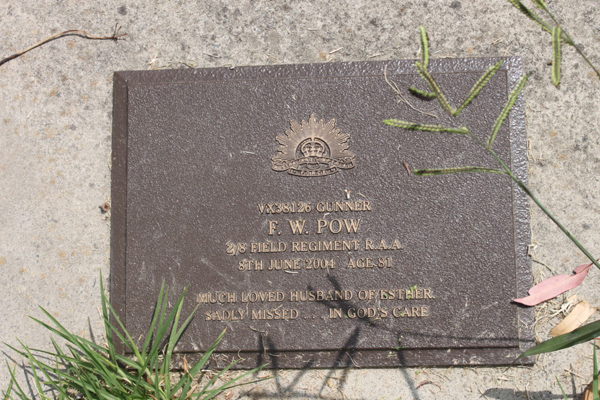 VX38126 GUNNER
F. W. POW
2/8 FIELD REGIMENT R.A.A.
8TH JUNE 2004 AGE 81
MUCH LOVED HUSBAND OF ESTHER
SADLY MISSED ... IN GOD'S CARE